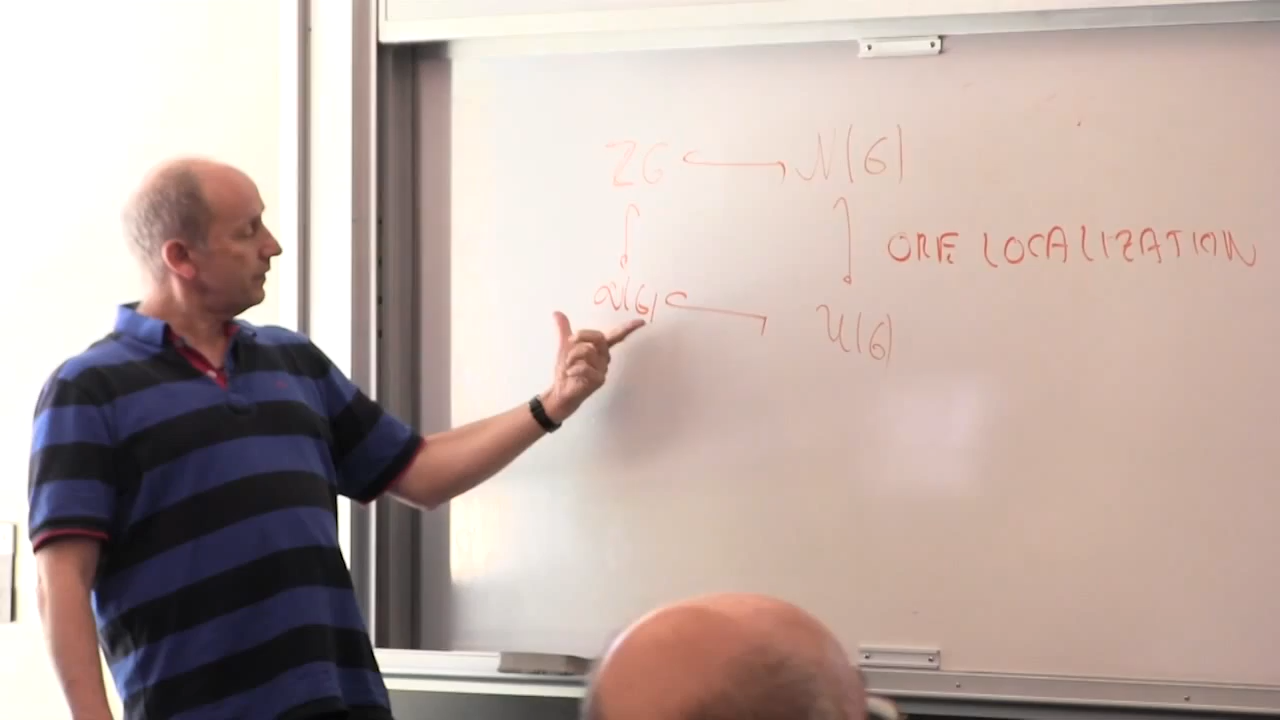 ZG ↪ N(G)
ORE LOCALIZATION
D(G) ↪ U(G)